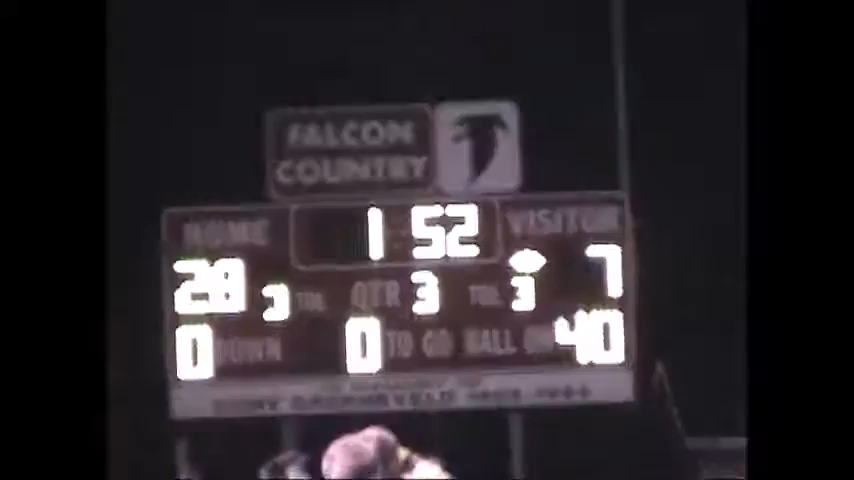 FALCON
COUNTRY
HOME 1:52 VISITOR
28 3 TOL QTR 3 TOL 3 7
0 DOWN 0 TO GO BALL ON 40